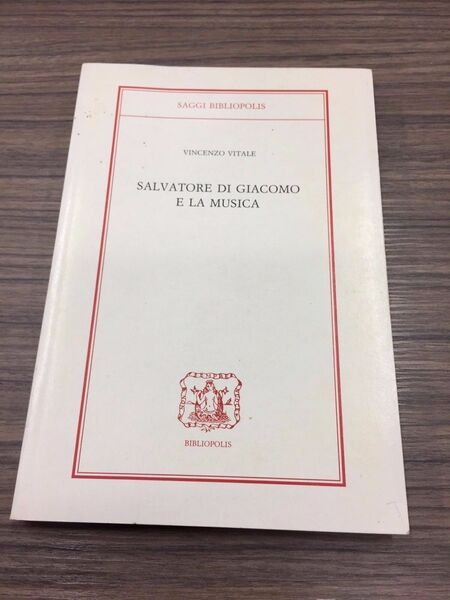 SAGGI BIBLIOPOLIS
VINCENZO VITALE
SALVATORE DI GIACOMO
E LA MUSICA
BIBLIOPOLIS